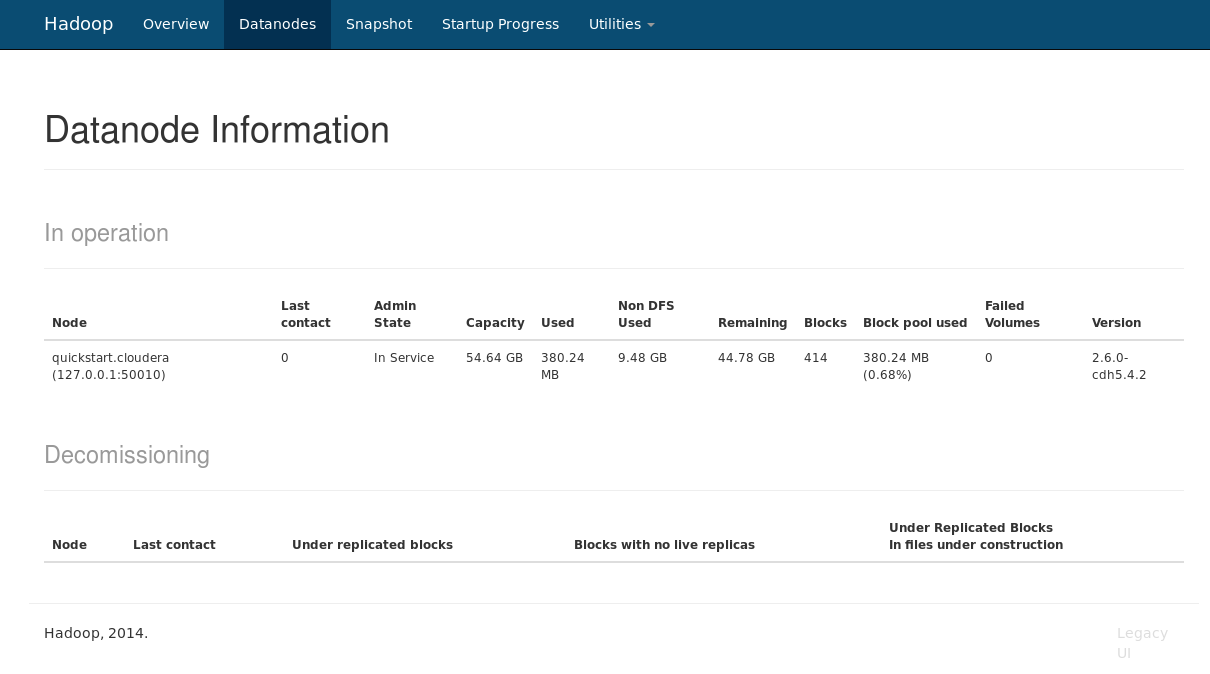 Hadoop Overview Datanodes Snapshot Startup Progress Utilities
Datanode Information
In operation
Node Last contact Admin State Capacity Used Non DFS Used Remaining Blocks Block pool used Failed Volumes Version
quickstart.cloudera (127.0.0.1:50010) 0 In Service 54.64 GB 380.24 MB 9.48 GB 44.78 GB 414 380.24 MB (0.68%) 0 2.6.0-cdh5.4.2
Decomissioning
Node Last contact Under replicated blocks Blocks with no live replicas Under Replicated Blocks In files under construction
Hadoop, 2014. Legacy UI